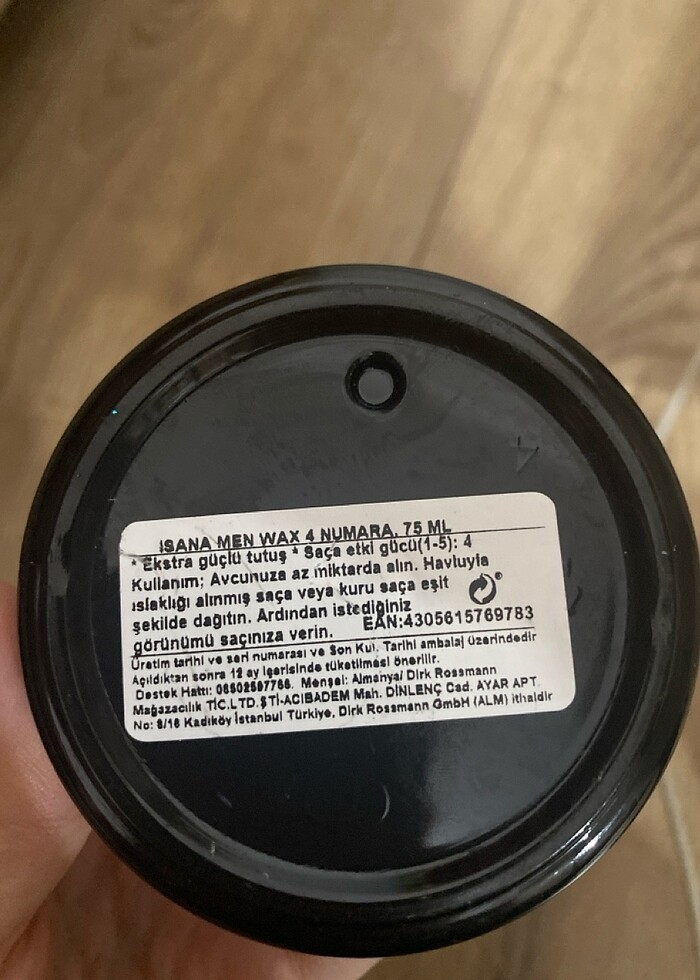 ISANA MEN WAX 4 NUMARA, 75 ML
* Ekstra güçlü tutuş * Saça etki gücü(1-5): 4
Kullanım; Avcunuza az miktarda alın. Havluyla
ıslaklığı alınmış saça veya kuru saça eşit
şekilde dağıtın. Ardından istediğiniz
görünümü saçınıza verin. EAN:4305615769783
Üretim tarihi ve seri numarası ve Son Kul. Tarihi ambalaj üzerindedir
Açıldıktan sonra 12 ay içerisinde tüketilmesi önerilir.
Destek Hattı: 08502597766. Menşei: Almanya/ Dirk Rossmann
Mağazacılık TİC.LTD.ŞTİ-ACIBADEM Mah. DİNLENÇ Cad. AYAR APT.
No: 8/16 Kadıköy İstanbul Türkiye, Dirk Rossmann GmbH (ALM) ithaldir